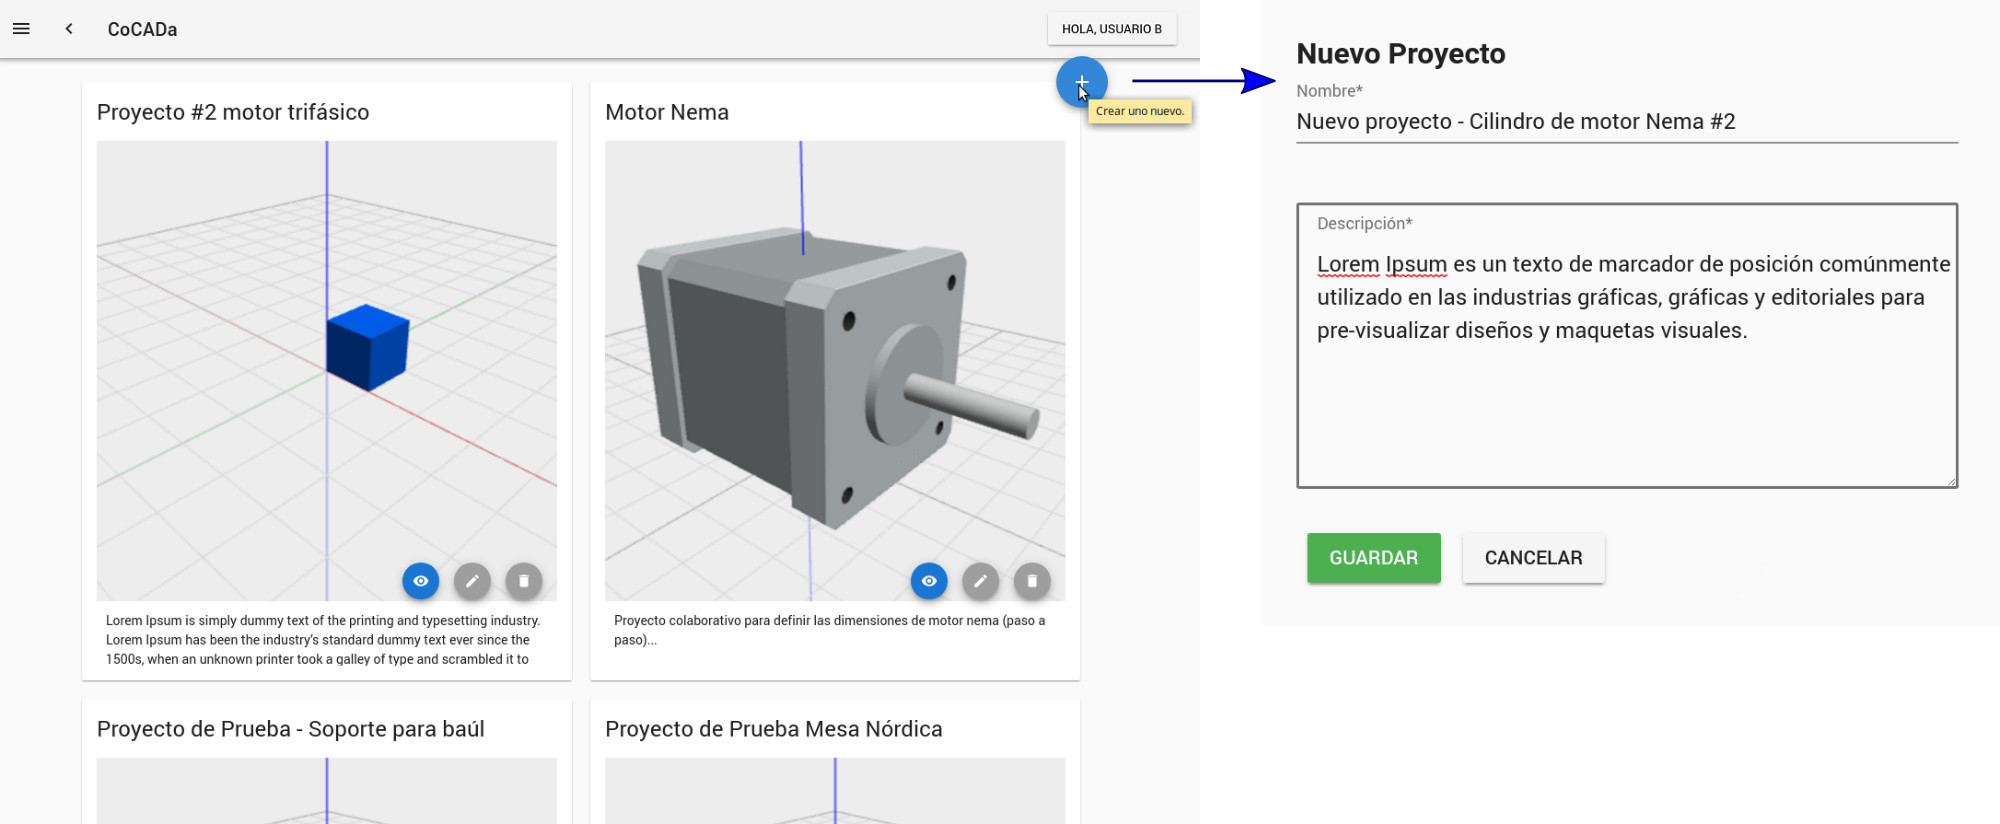 CoCADa
HOLA, USUARIO B
Crear uno nuevo.
Proyecto #2 motor trifásico
Lorem Ipsum is simply dummy text of the printing and typesetting industry.
Lorem Ipsum has been the industry's standard dummy text ever since the
1500s, when an unknown printer took a galley of type and scrambled it to
Motor Nema
Proyecto colaborativo para definir las dimensiones de motor nema (paso a
paso)...
Proyecto de Prueba - Soporte para baúl
Proyecto de Prueba Mesa Nórdica
Nuevo Proyecto
Nombre*
Nuevo proyecto - Cilindro de motor Nema #2
Descripción*
Lorem Ipsum es un texto de marcador de posición comúnmente
utilizado en las industrias gráficas, gráficas y editoriales para
pre-visualizar diseños y maquetas visuales.
GUARDAR
CANCELAR